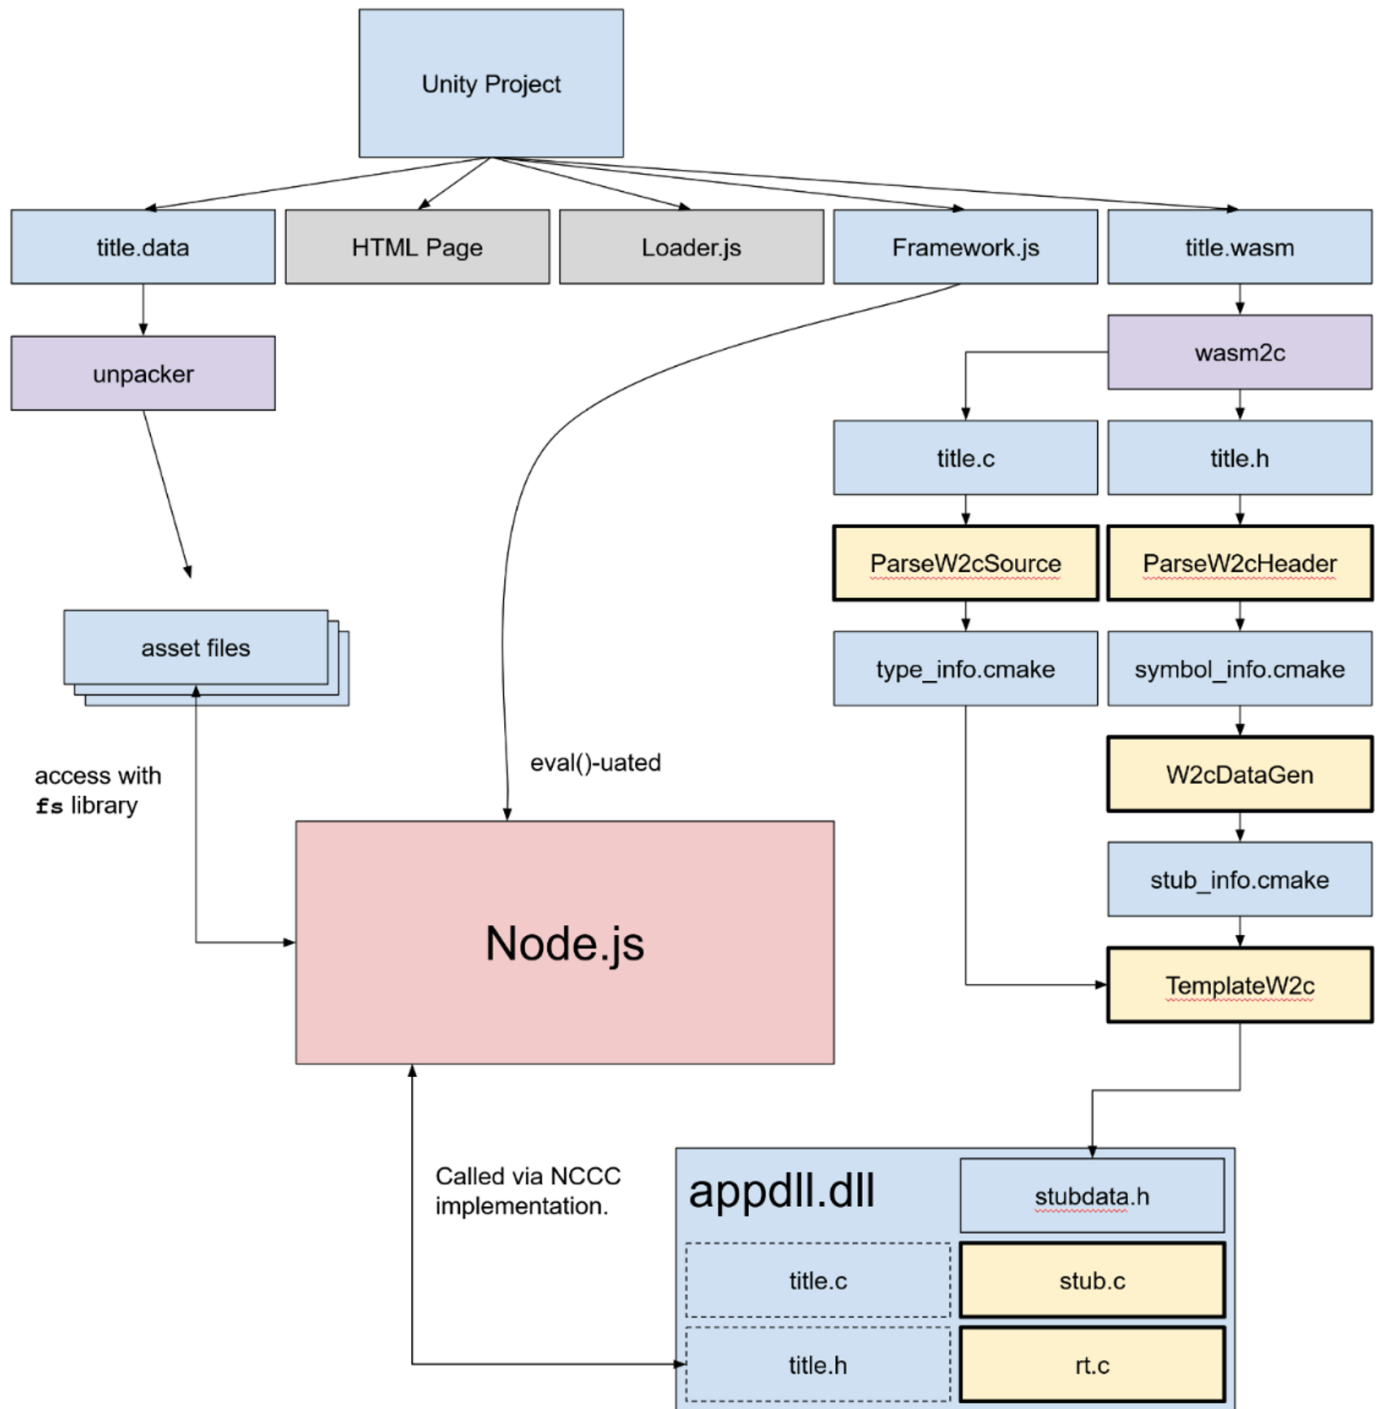 Unity Project
title.data
HTML Page
Loader.js
Framework.js
title.wasm
unpacker
wasm2c
title.c
title.h
ParseW2cSource
ParseW2cHeader
asset files
type_info.cmake
symbol_info.cmake
access with
fs library
eval()-uated
W2cDataGen
stub_info.cmake
Node.js
TemplateW2c
Called via NCCC
implementation.
appdll.dll
stubdata.h
title.c
stub.c
title.h
rt.c